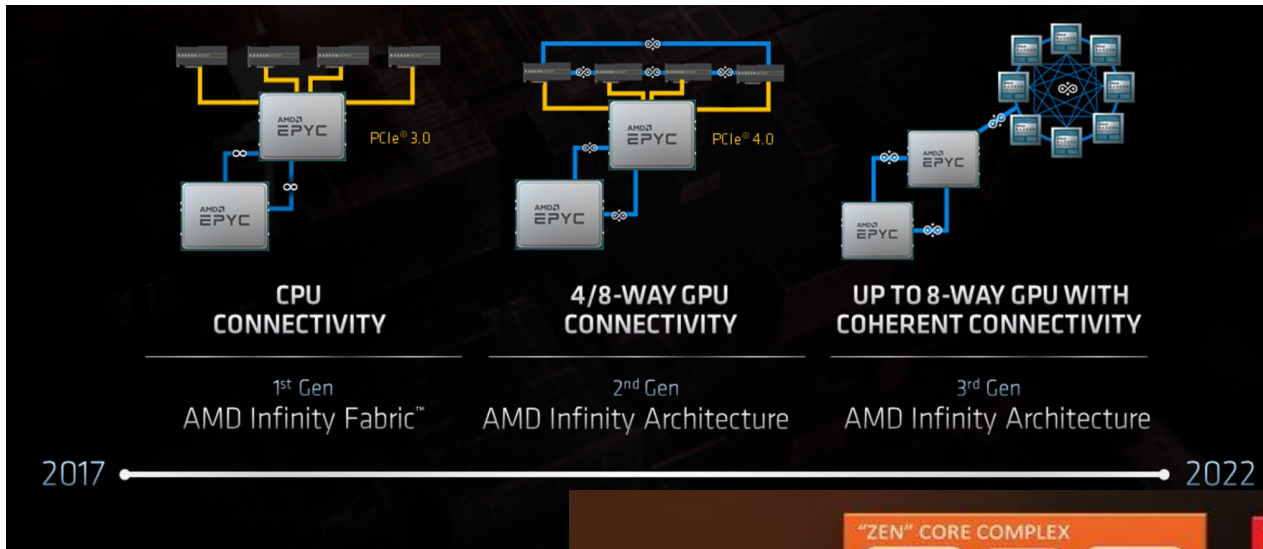 AMD
EPYC
PCIe® 3.0
AMD
EPYC
CPU
CONNECTIVITY
1st Gen
AMD Infinity Fabric™
AMD
EPYC
PCIe® 4.0
AMD
EPYC
4/8-WAY GPU
CONNECTIVITY
2nd Gen
AMD Infinity Architecture
AMD
EPYC
AMD
EPYC
UP TO 8-WAY GPU WITH
COHERENT CONNECTIVITY
3rd Gen
AMD Infinity Architecture
2017
2022
"ZEN" CORE COMPLEX